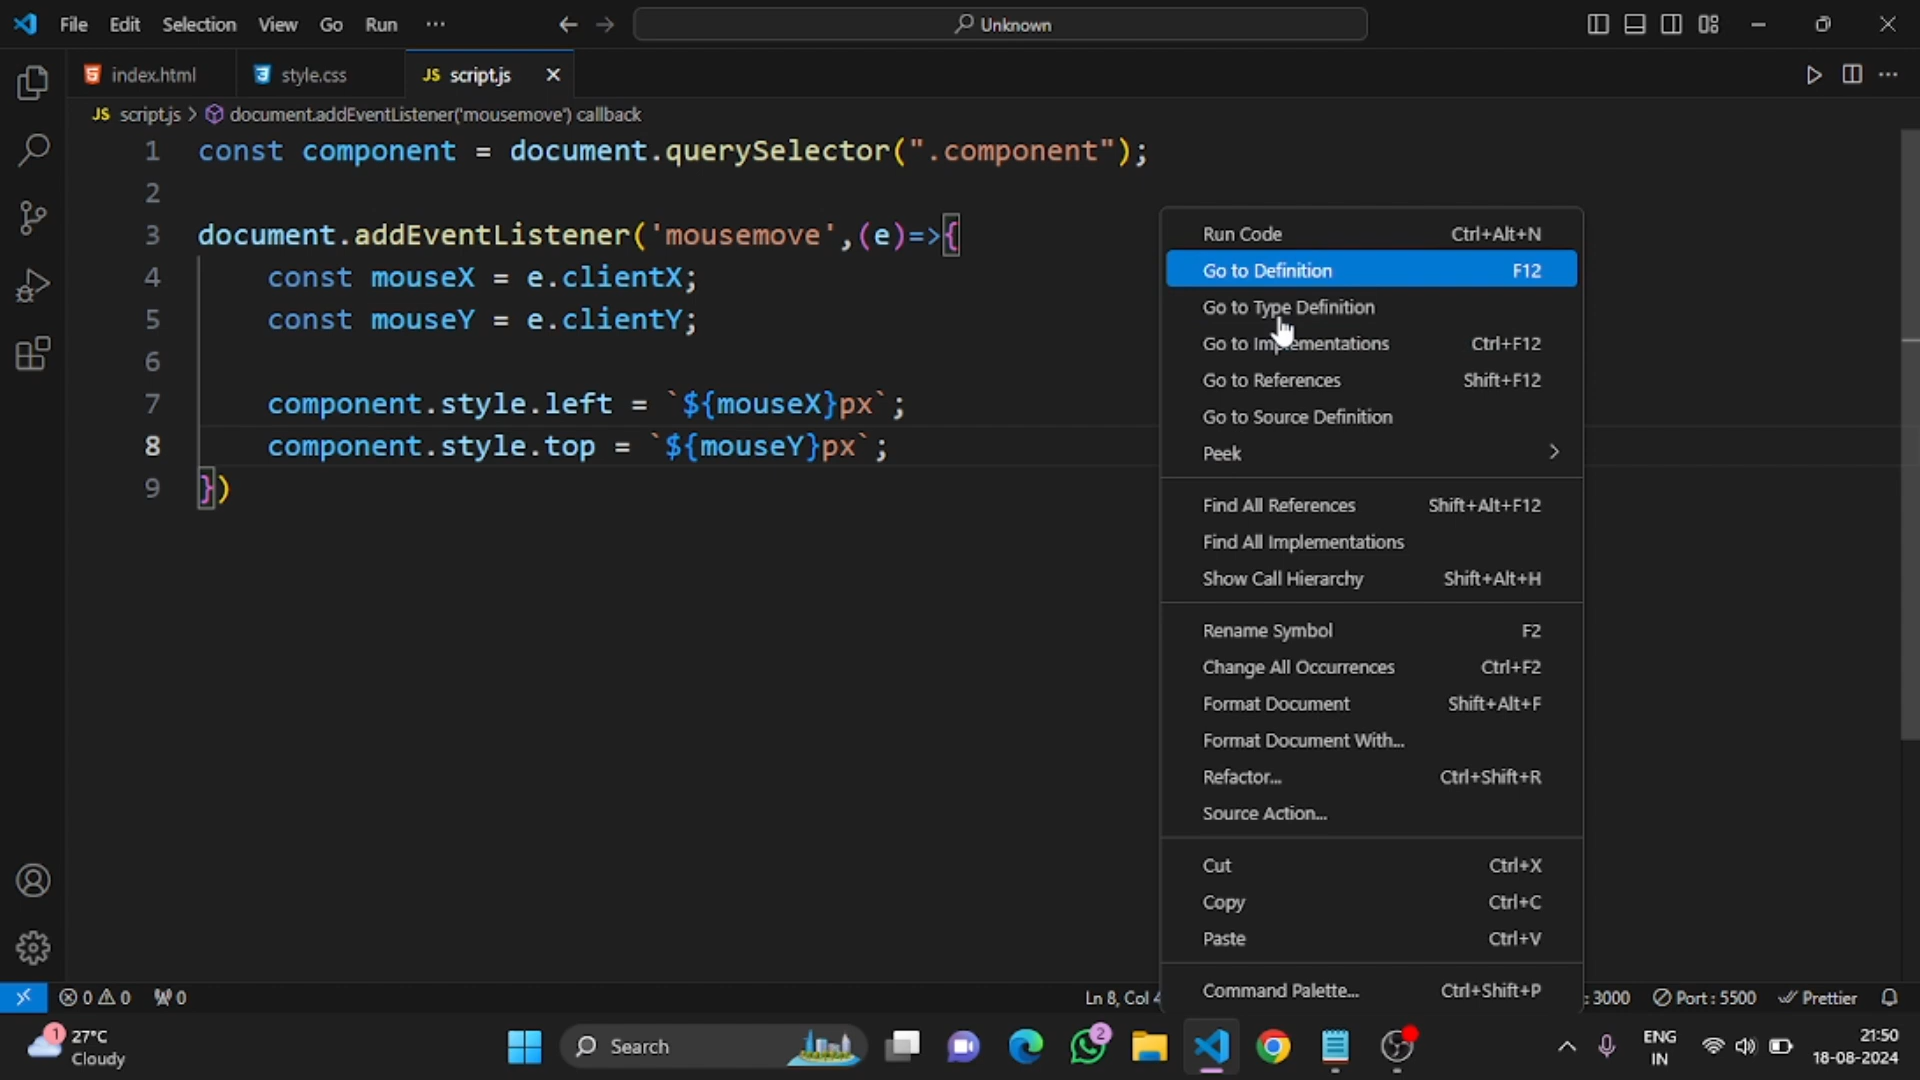 File Edit Selection View Go Run ··· Unknown
index.html style.css JS script.js
JS script.js > document.addEventListener('mousemove') callback
1 const component = document.querySelector(".component");
2
3 document.addEventListener('mousemove',(e)=>{
4 const mouseX = e.clientX;
5 const mouseY = e.clientY;
6
7 component.style.left = `${mouseX}px`;
8 component.style.top = `${mouseY}px`;
9 })
Run Code Ctrl+Alt+N
Go to Definition F12
Go to Type Definition
Go to Implementations Ctrl+F12
Go to References Shift+F12
Go to Source Definition
Peek
Find All References Shift+Alt+F12
Find All Implementations
Show Call Hierarchy Shift+Alt+H
Rename Symbol F2
Change All Occurrences Ctrl+F2
Format Document Shift+Alt+F
Format Document With...
Refactor... Ctrl+Shift+R
Source Action...
Cut Ctrl+X
Copy Ctrl+C
Paste Ctrl+V
Command Palette... Ctrl+Shift+P
0 0 0 Ln 8, Col : 3000 Port : 5500 Prettier
1 27°C
Cloudy
Search
2
ENG
IN
21:50
18-08-2024